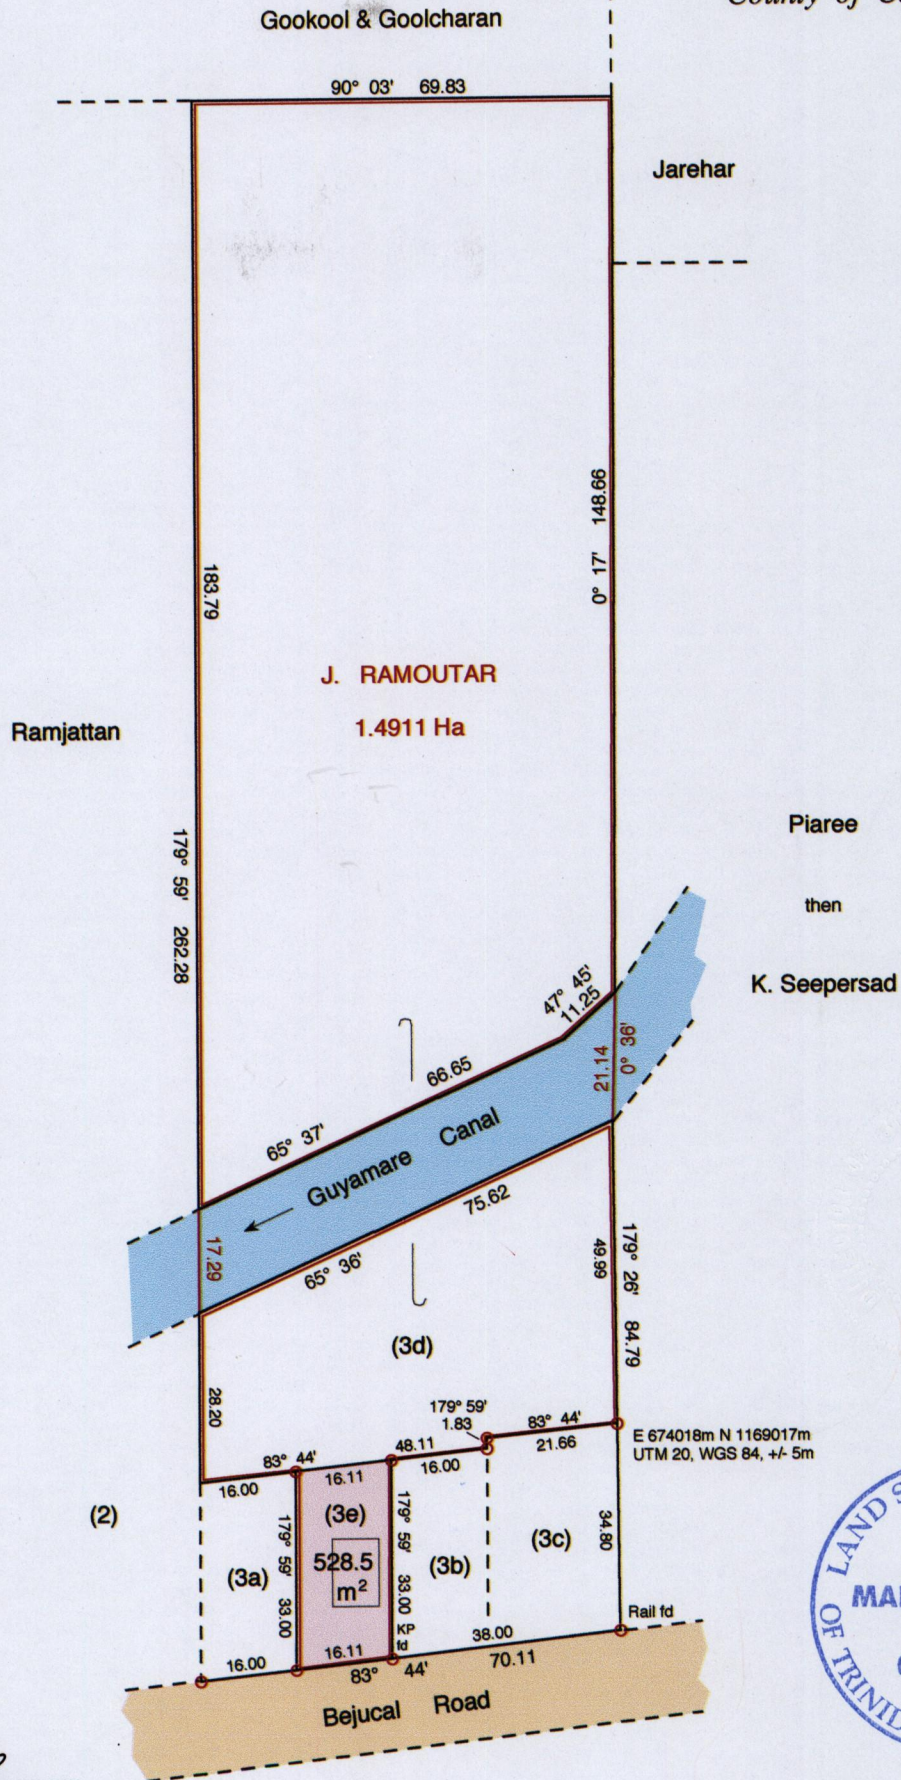 County of
Gookool & Goolcharan
90° 03' 69.83
Jarehar
0° 17' 148.66
183.79
J. RAMOUTAR
1.4911 Ha
Ramjattan
Piaree
then
K. Seepersad
179° 59' 262.28
47° 45'
11.25
21.14
0° 36'
66.65
65° 37'
Guyamare Canal
75.62
65° 36'
17.29
49.99
179° 26' 84.79
(3d)
28.20
179° 59'
1.83
83° 44'
21.66
E 674018m N 1169017m
UTM 20, WGS 84, +/- 5m
48.11
16.00
83° 44'
16.11
16.00
(2)
(3a)
179° 59' 33.00
(3e)
528.5
m²
179° 59' 33.00
KP
fd
(3b)
(3c)
34.80
Rail fd
16.00
16.11
38.00
83° 44'
70.11
Bejucal Road
LAND
OF TRINID